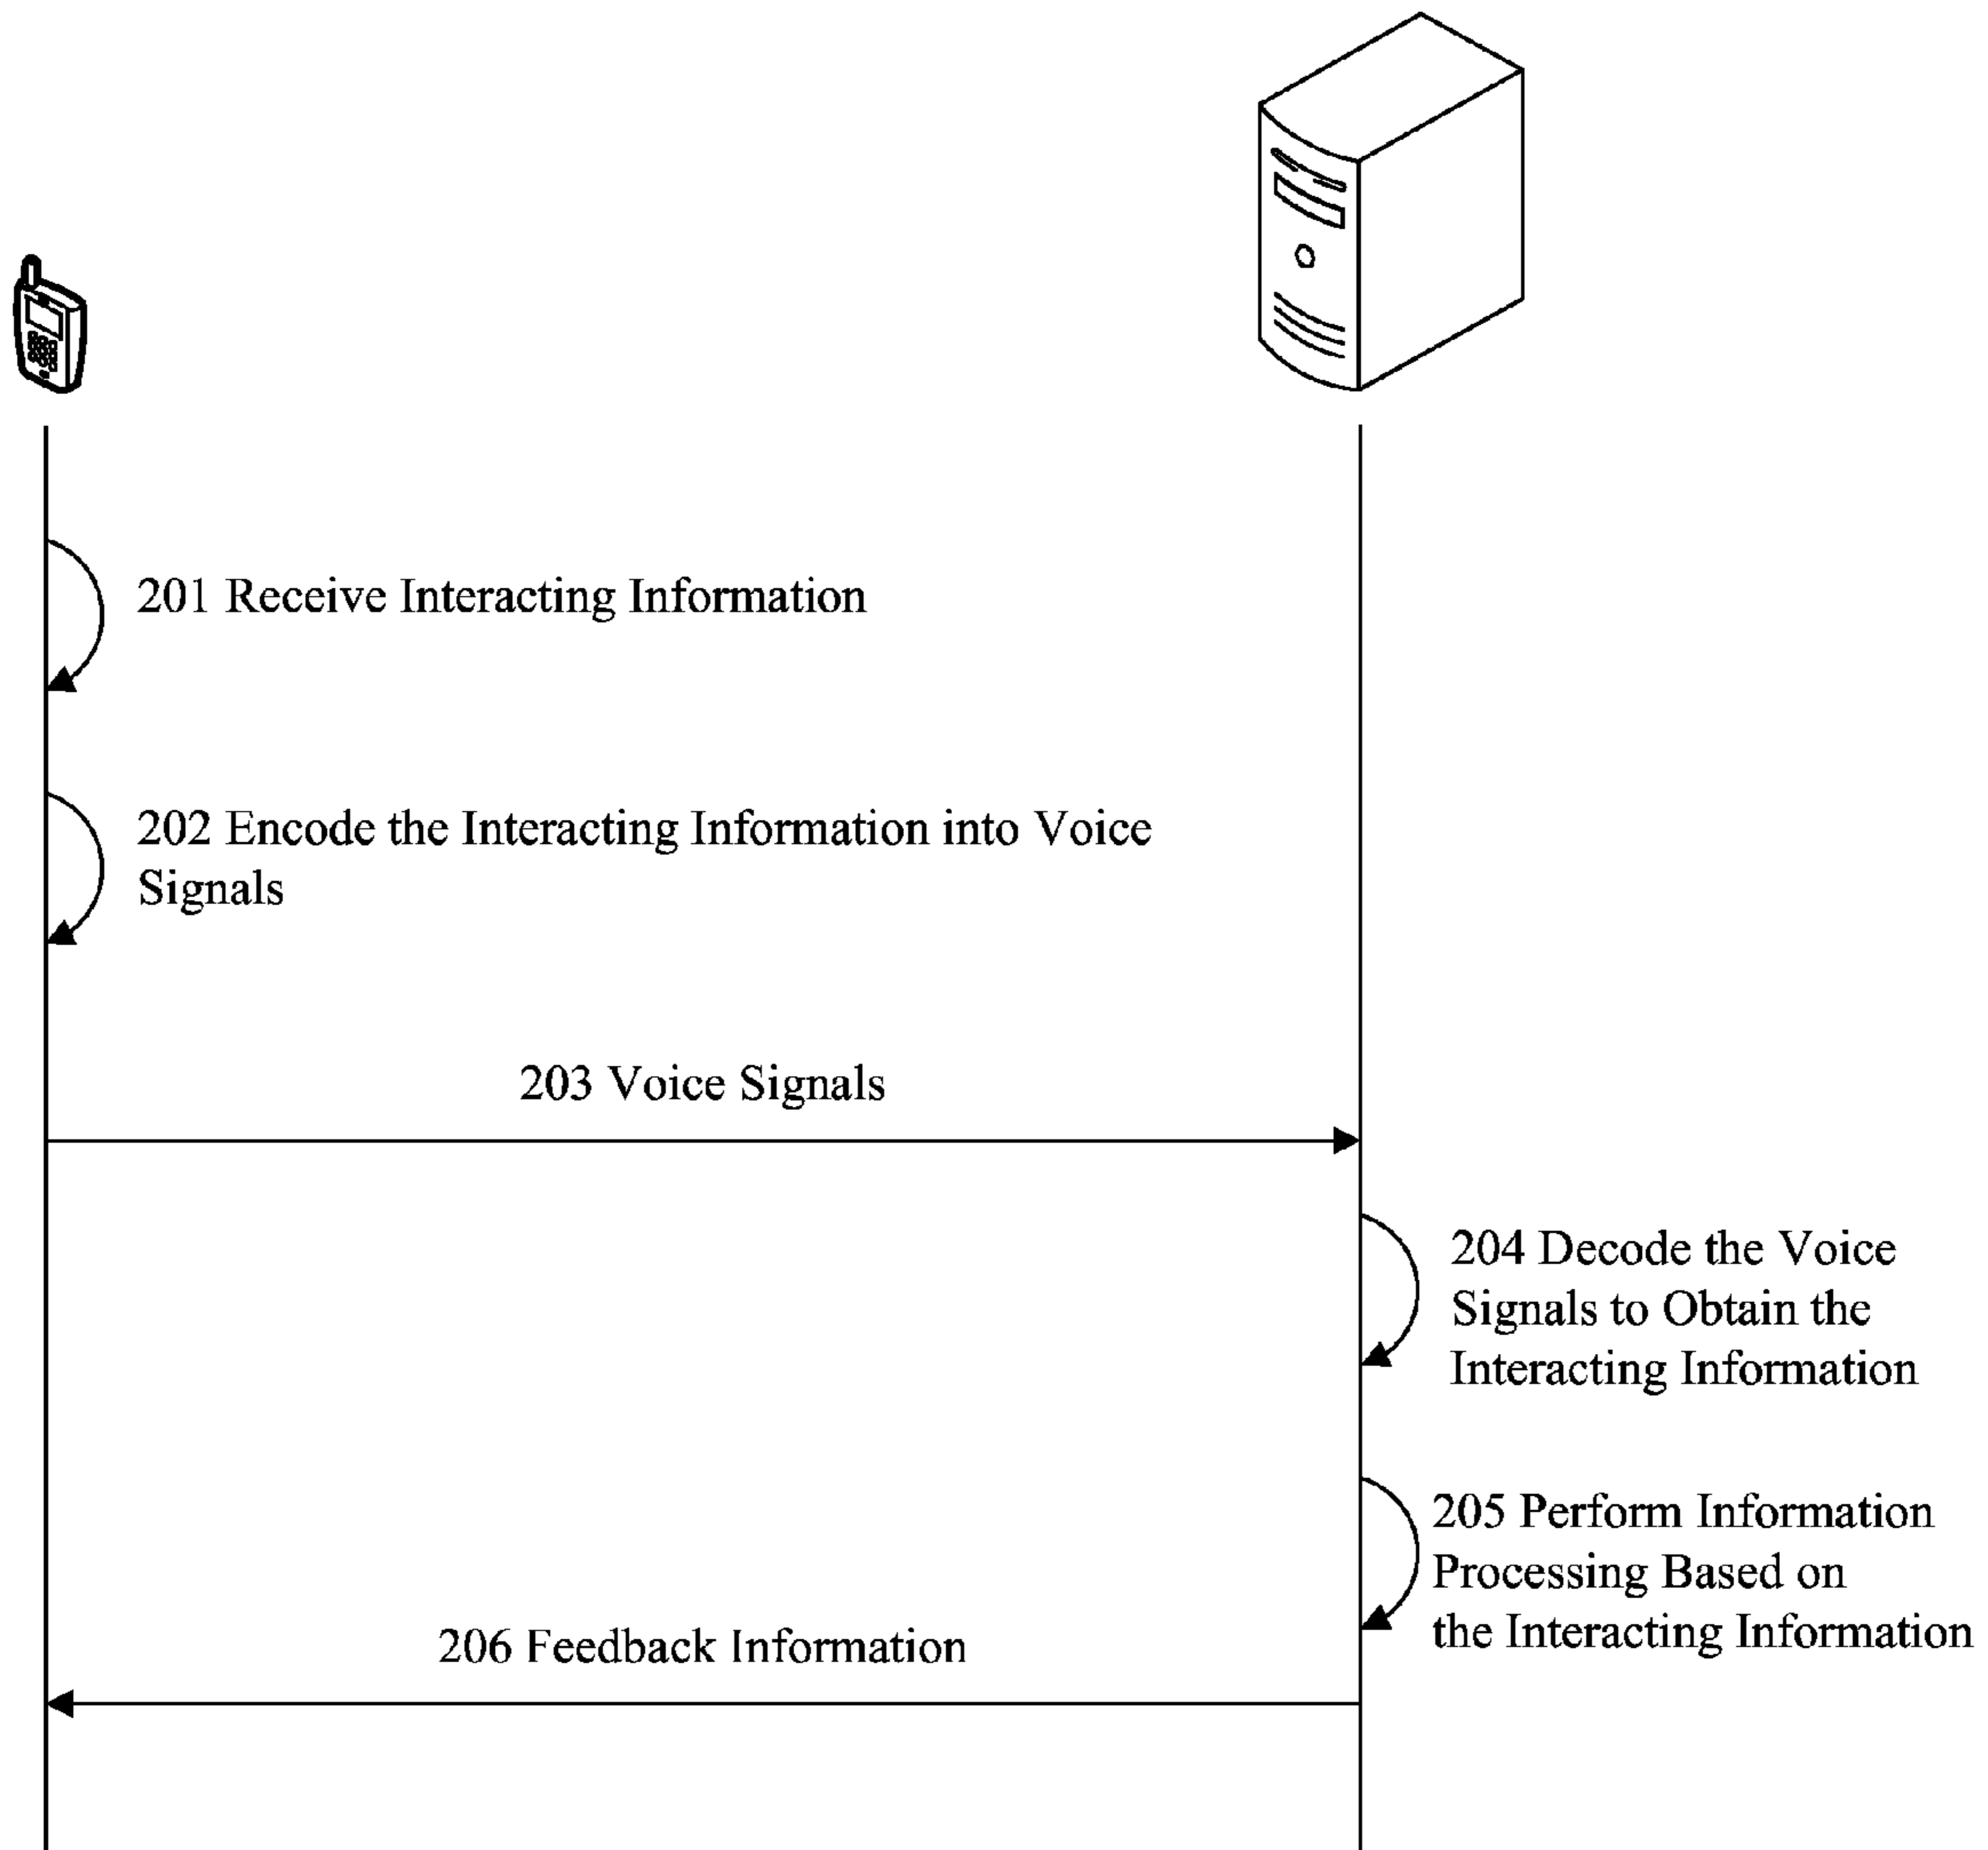 201 Receive Interacting Information
202 Encode the Interacting Information into Voice
Signals
203 Voice Signals
204 Decode the Voice
Signals to Obtain the
Interacting Information
205 Perform Information
Processing Based on
the Interacting Information
206 Feedback Information